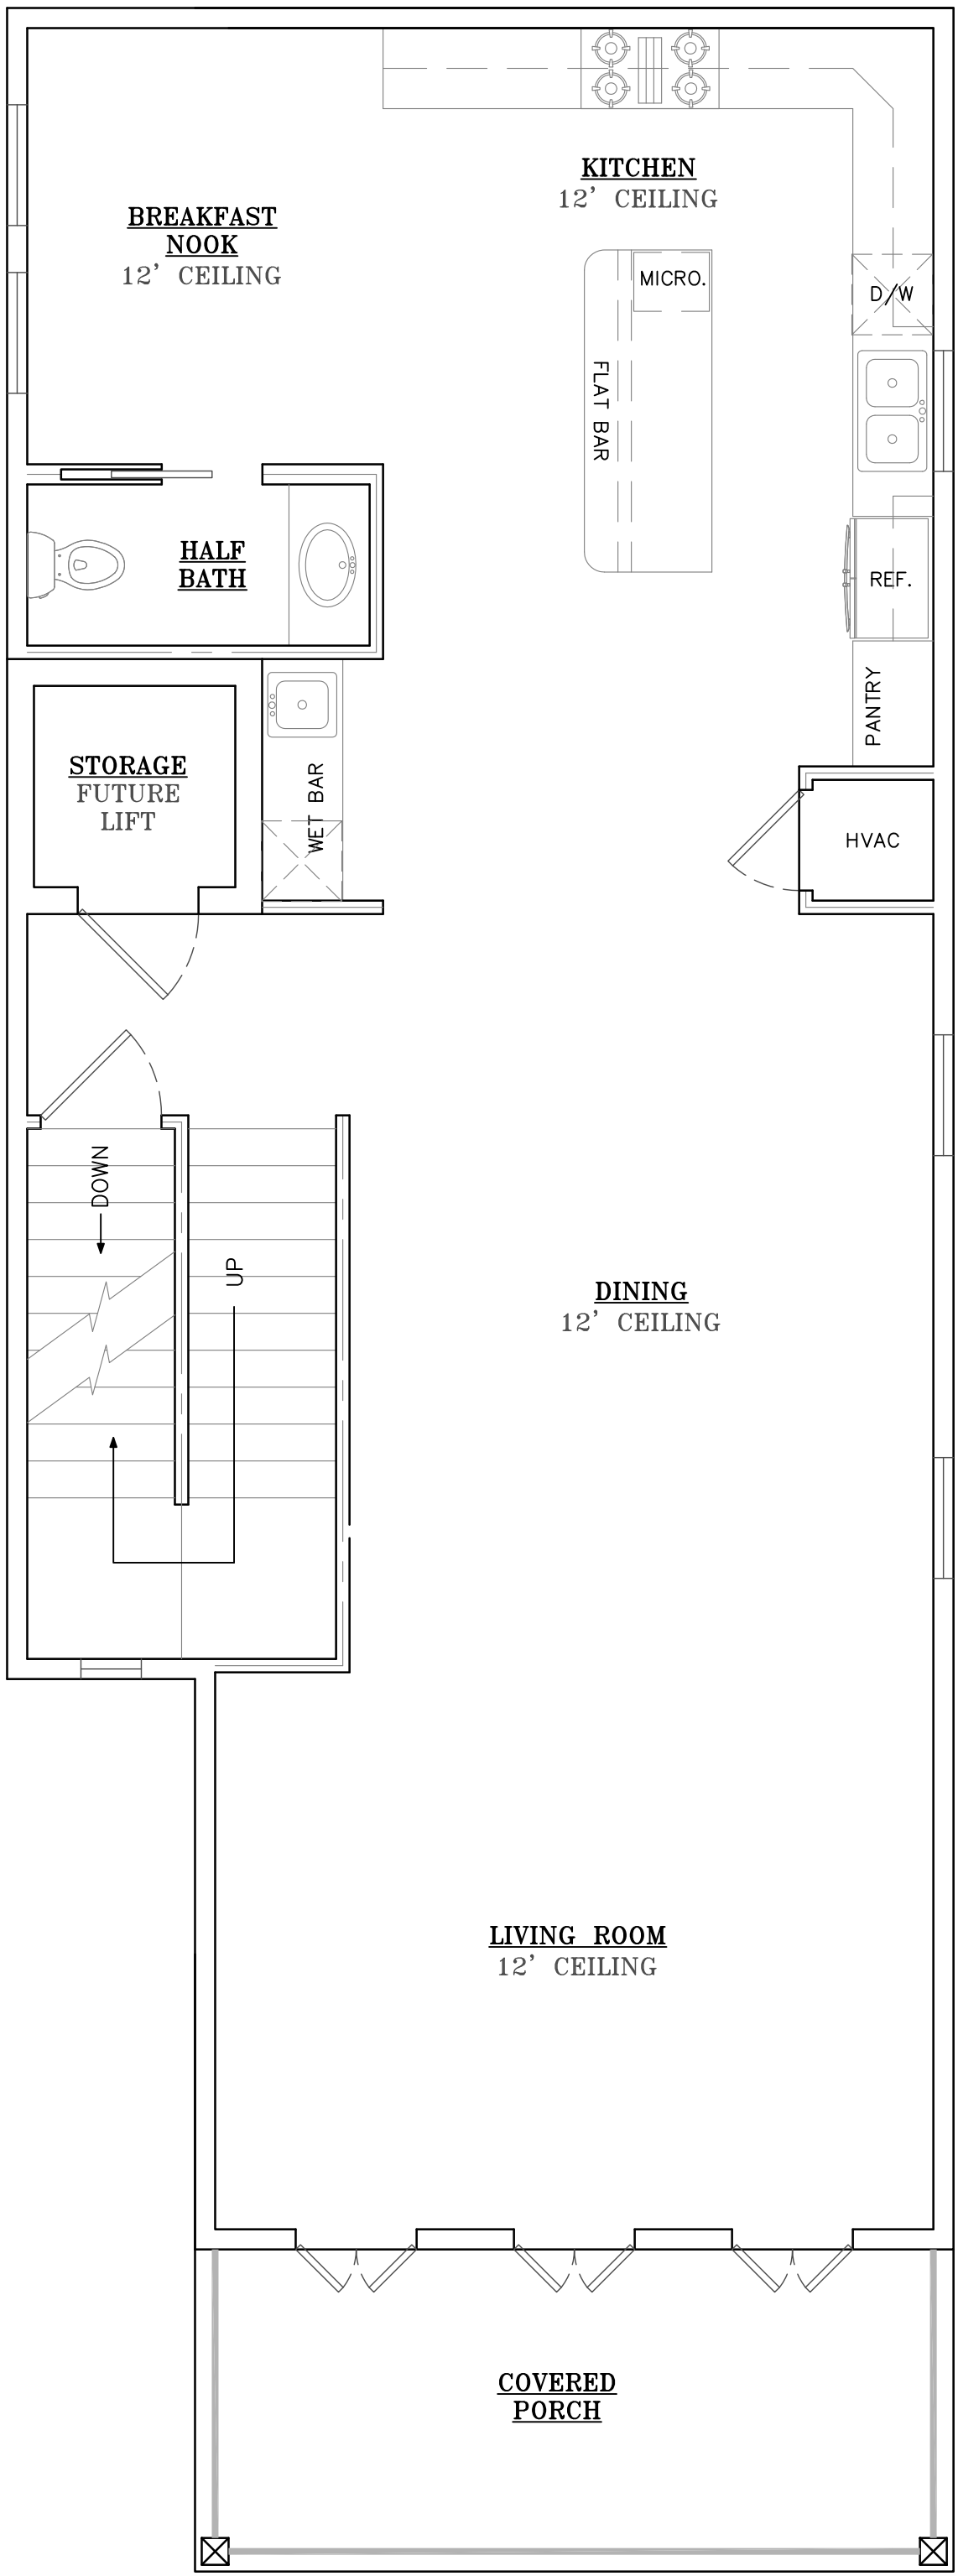 KITCHEN
12' CEILING
BREAKFAST
NOOK
12' CEILING
MICRO.
D/W
FLAT BAR
HALF
BATH
REF.
PANTRY
STORAGE
FUTURE
LIFT
WET BAR
HVAC
DOWN
UP
DINING
12' CEILING
LIVING ROOM
12' CEILING
COVERED
PORCH